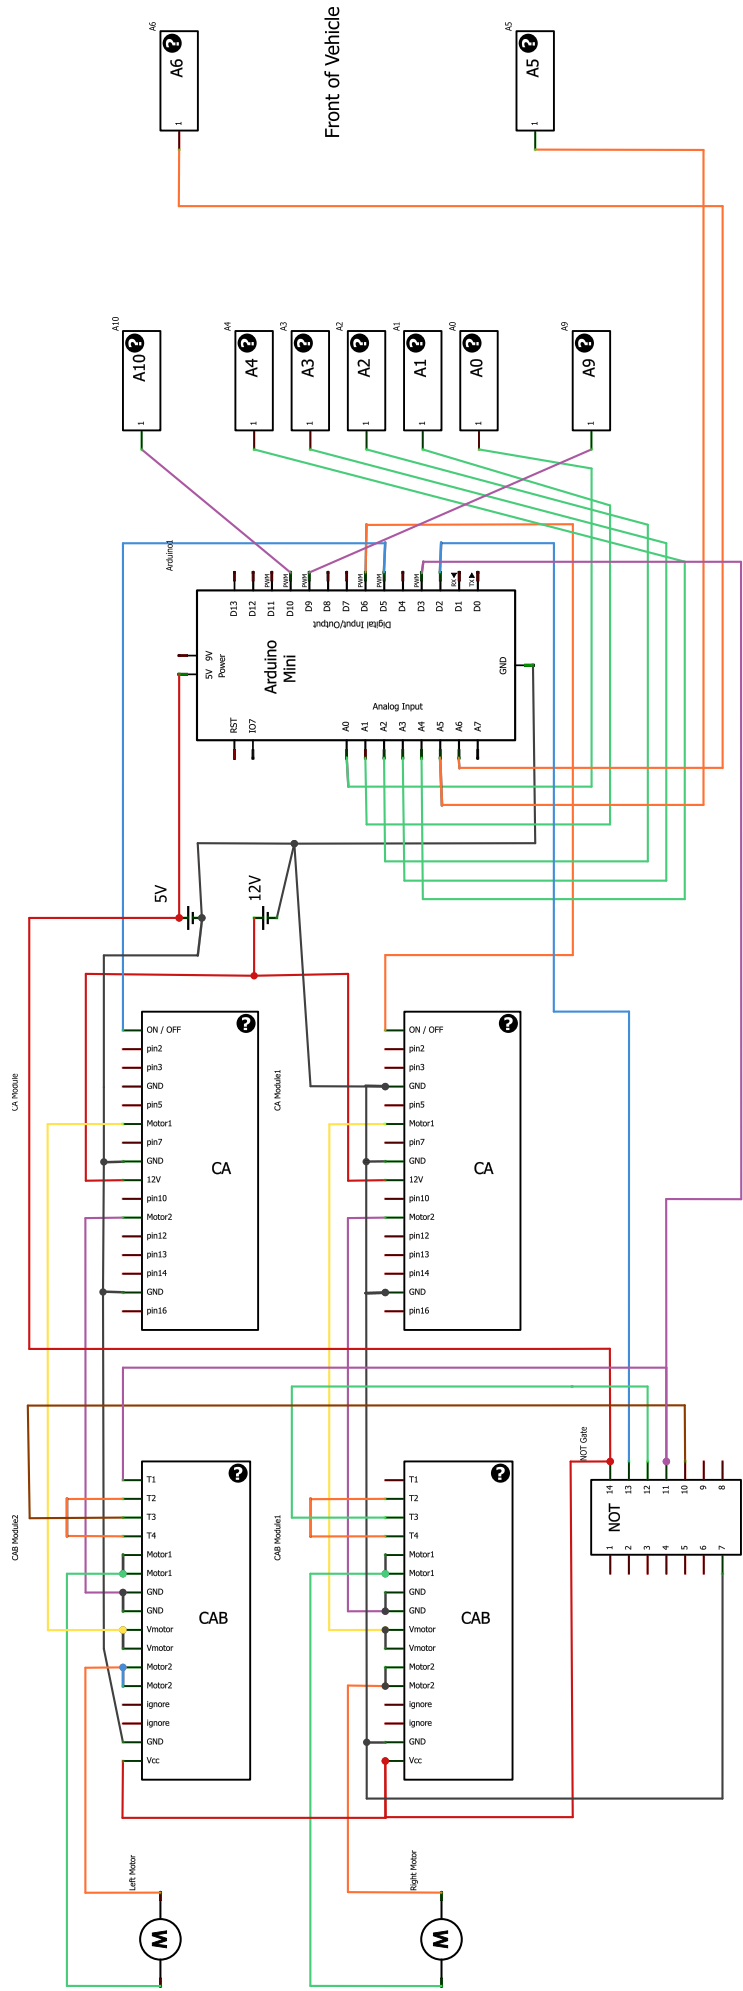 Front of Vehicle
A6
?
A6
1
A5
?
A5
1
A10
?
A10
1
A4
?
A4
1
A3
?
A3
1
A2
?
A2
1
A1
?
A1
1
A0
?
A0
1
A9
?
A9
1
Arduino1
PWM
PWM
PWM
PWM
PWM
PWM
RX
TX
D13
D12
D11
D10
D9
D8
D7
D6
D5
D4
D3
D2
D1
D0
Digital Input/Output
5V
9V
Power
Arduino
Mini
GND
Analog Input
RST
IO7
A0
A1
A2
A3
A4
A5
A6
A7
5V
12V
CA Module
?
ON / OFF
pin2
pin3
GND
pin5
Motor1
pin7
GND
12V
pin10
Motor2
pin12
pin13
pin14
GND
pin16
CA
CA Module1
?
ON / OFF
pin2
pin3
GND
pin5
Motor1
pin7
GND
12V
pin10
Motor2
pin12
pin13
pin14
GND
pin16
CA
CAB Module2
?
T1
T2
T3
T4
Motor1
Motor1
GND
GND
Vmotor
Vmotor
Motor2
Motor2
ignore
ignore
GND
Vcc
CAB
CAB Module1
?
T1
T2
T3
T4
Motor1
Motor1
GND
GND
Vmotor
Vmotor
Motor2
Motor2
ignore
ignore
GND
Vcc
CAB
NOT Gate
14
13
12
11
10
9
8
NOT
1
2
3
4
5
6
7
Left Motor
M
Right Motor
M